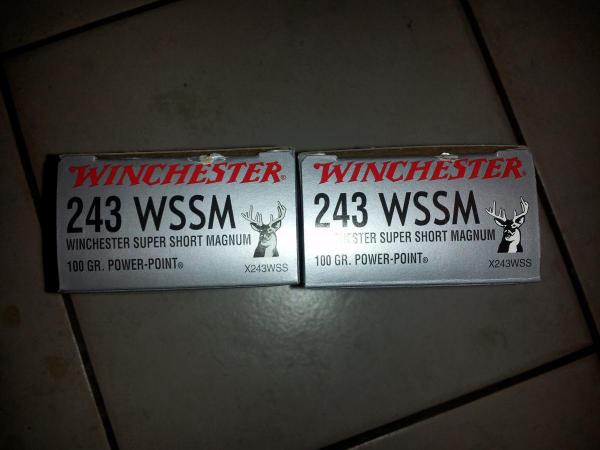 WINCHESTER®
243 WSSM
WINCHESTER SUPER SHORT MAGNUM
100 GR. POWER-POINT®
X243WSS
WINCHESTER®
243 WSSM
HESTER SUPER SHORT MAGNUM
100 GR. POWER-POINT®
X243WSS